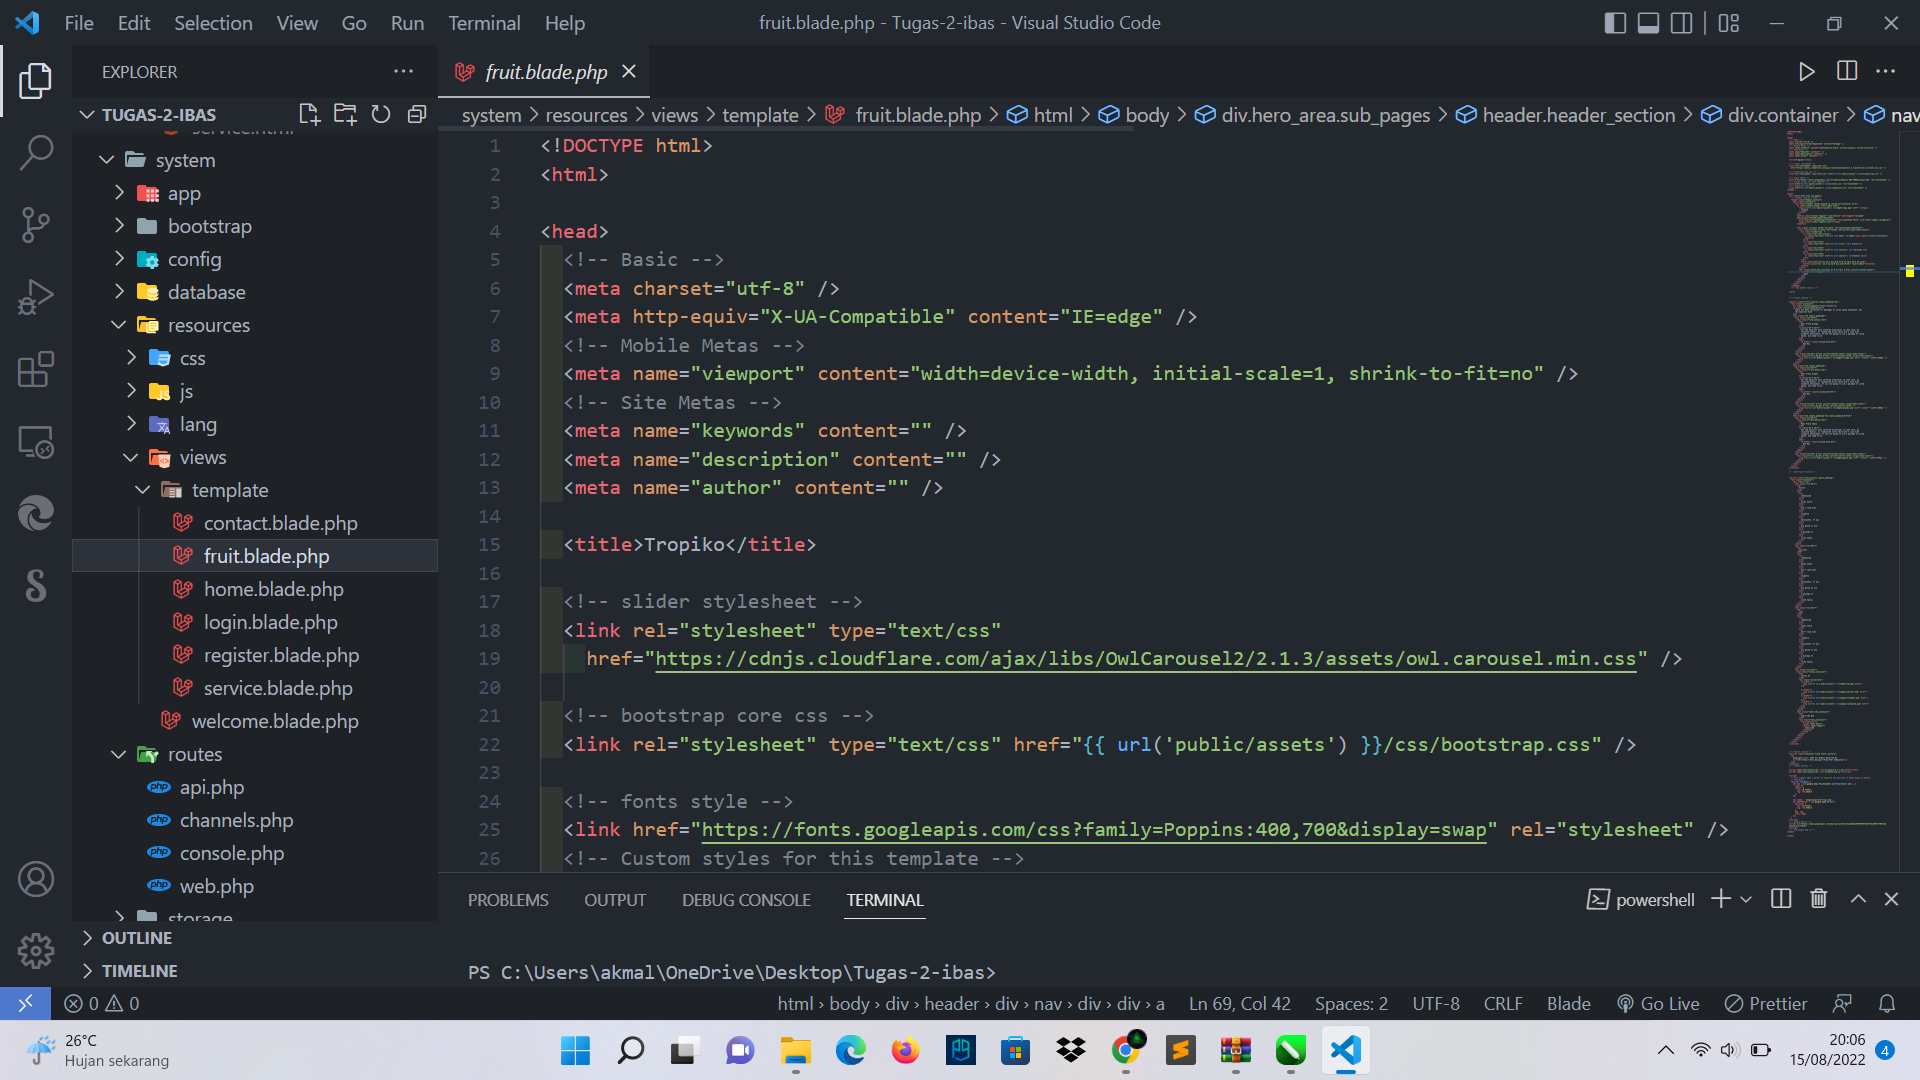 File Edit Selection View Go Run Terminal Help
fruit.blade.php - Tugas-2-ibas - Visual Studio Code
EXPLORER
fruit.blade.php
TUGAS-2-IBAS
system > resources > views > template > fruit.blade.php > html > body > div.hero_area.sub_pages > header.header_section > div.container > nav
service.html
system
app
bootstrap
config
database
resources
css
js
lang
views
template
contact.blade.php
fruit.blade.php
home.blade.php
login.blade.php
register.blade.php
service.blade.php
welcome.blade.php
routes
api.php
channels.php
console.php
web.php
storage
OUTLINE
TIMELINE
1 <!DOCTYPE html>
2 <html>
3
4 <head>
5 <!-- Basic -->
6 <meta charset="utf-8" />
7 <meta http-equiv="X-UA-Compatible" content="IE=edge" />
8 <!-- Mobile Metas -->
9 <meta name="viewport" content="width=device-width, initial-scale=1, shrink-to-fit=no" />
10 <!-- Site Metas -->
11 <meta name="keywords" content="" />
12 <meta name="description" content="" />
13 <meta name="author" content="" />
14
15 <title>Tropiko</title>
16
17 <!-- slider stylesheet -->
18 <link rel="stylesheet" type="text/css"
19 href="https://cdnjs.cloudflare.com/ajax/libs/OwlCarousel2/2.1.3/assets/owl.carousel.min.css" />
20
21 <!-- bootstrap core css -->
22 <link rel="stylesheet" type="text/css" href="{{ url('public/assets') }}/css/bootstrap.css" />
23
24 <!-- fonts style -->
25 <link href="https://fonts.googleapis.com/css?family=Poppins:400,700&display=swap" rel="stylesheet" />
26 <!-- Custom styles for this template -->
PROBLEMS OUTPUT DEBUG CONSOLE TERMINAL
powershell
PS C:\Users\akmal\OneDrive\Desktop\Tugas-2-ibas>
0 0
html › body › div › header › div › nav › div › div › a Ln 69, Col 42 Spaces: 2 UTF-8 CRLF Blade Go Live Prettier
26°C
Hujan sekarang
20:06
15/08/2022
4